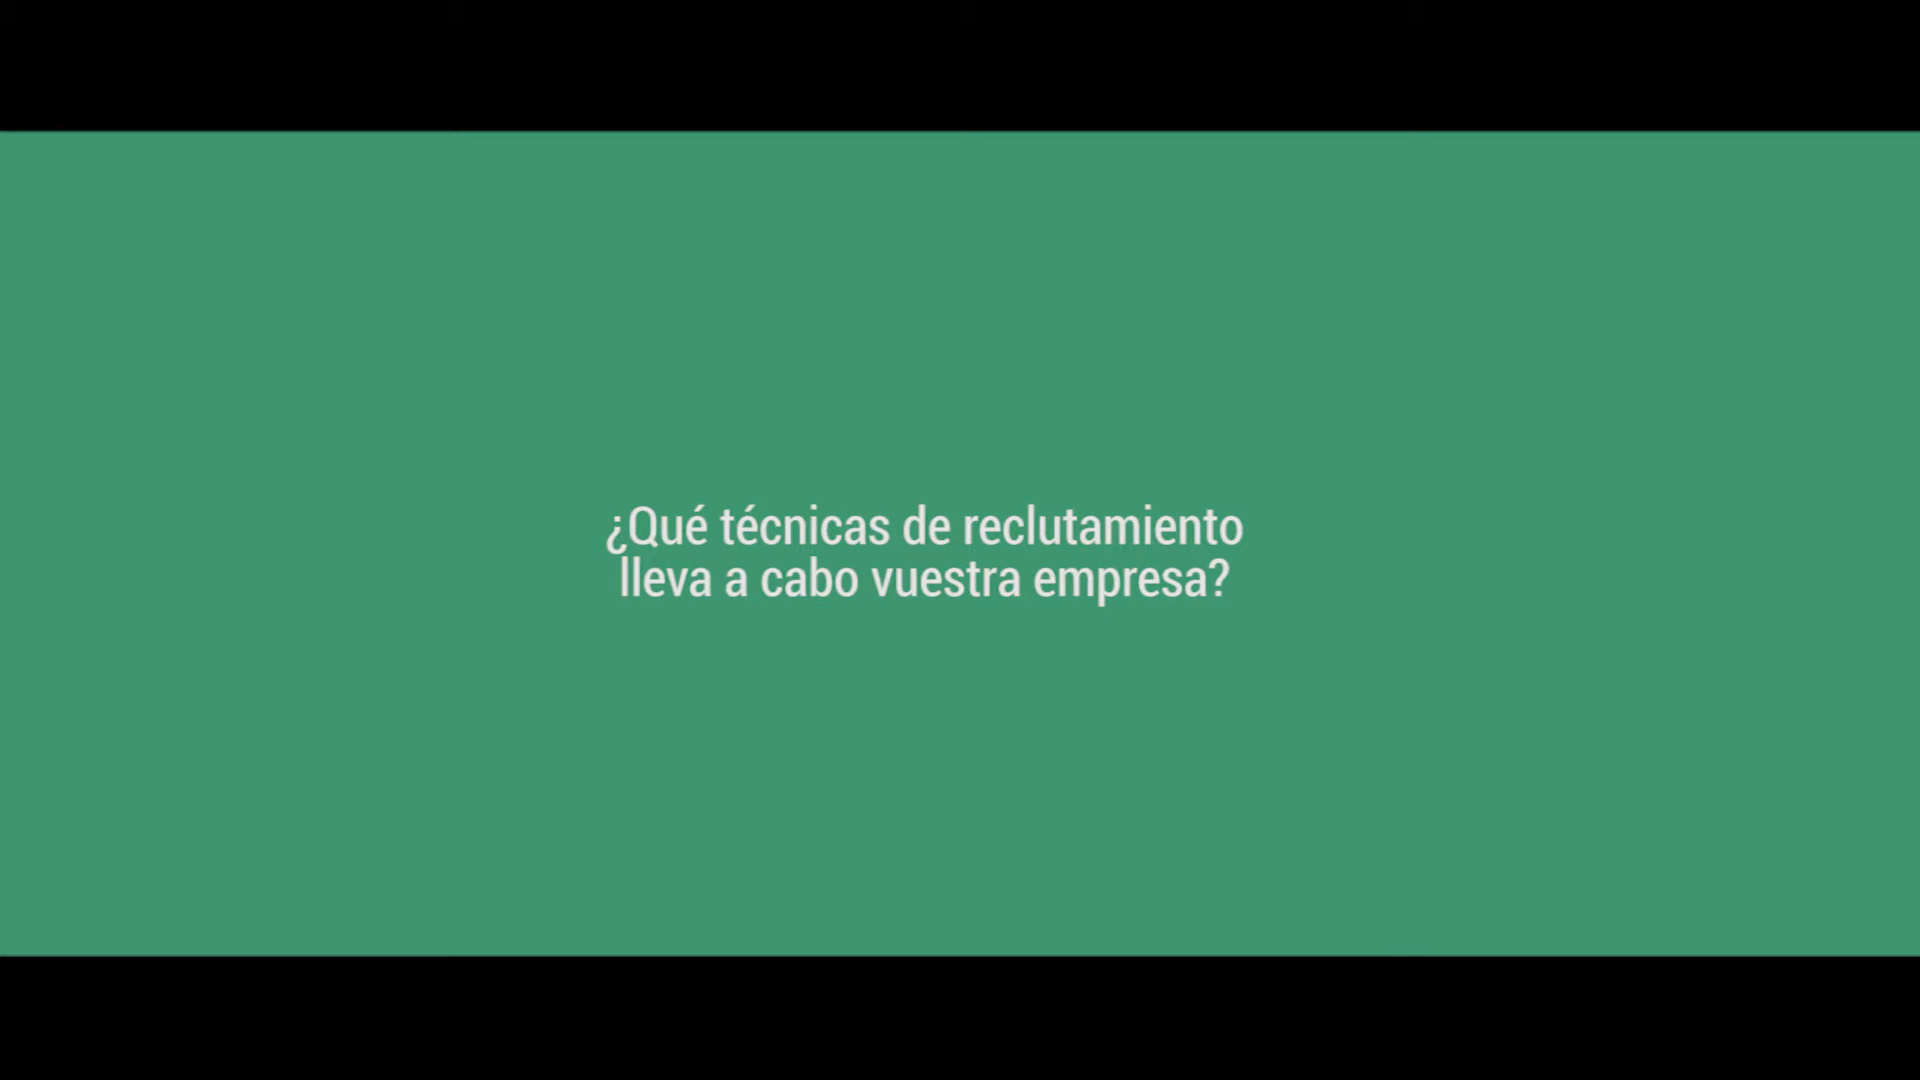 ¿Qué técnicas de reclutamiento
lleva a cabo vuestra empresa?